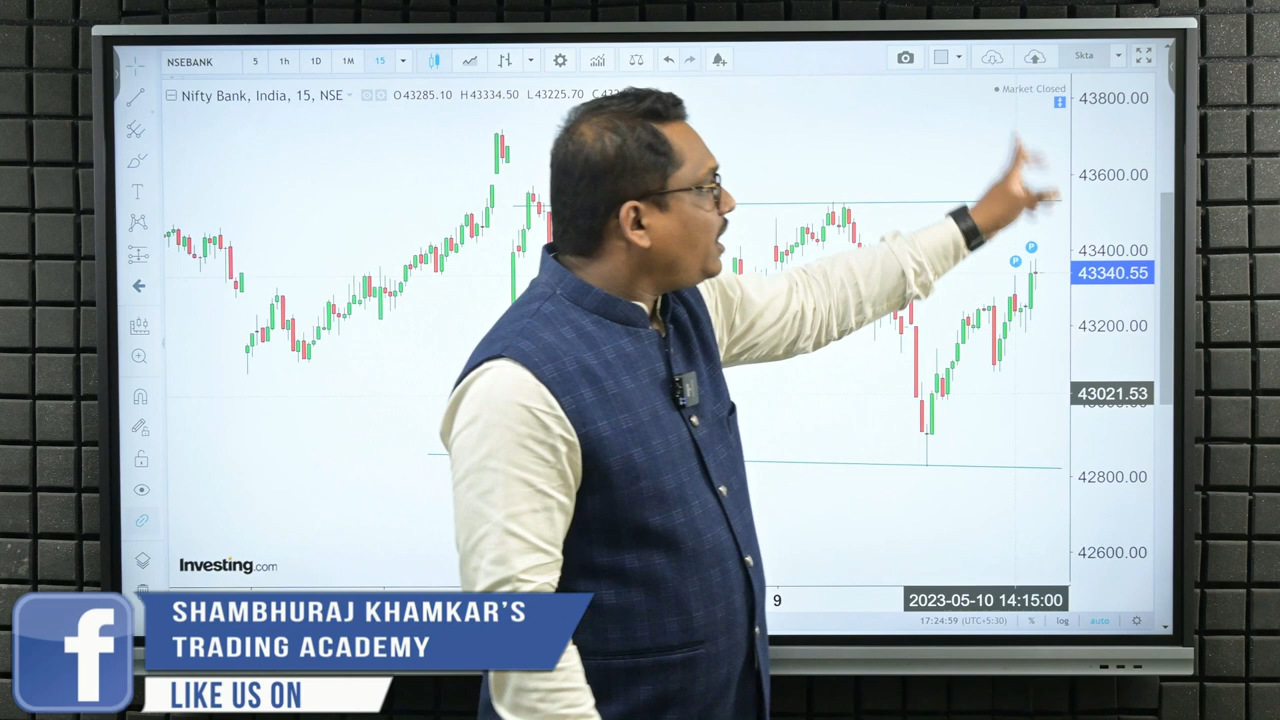 NSEBANK 5 1h 1D 1M 15 Skta
Nifty Bank, India, 15, NSE O43285.10 H43334.50 L43225.70
Market Closed
43800.00
43600.00
43400.00
43340.55
43200.00
43021.53
42800.00
42600.00
P
P
T
Investing.com
9
2023-05-10 14:15:00
17:24:59 (UTC+5:30) % log auto
f
SHAMBHURAJ KHAMKAR'S
TRADING ACADEMY
LIKE US ON